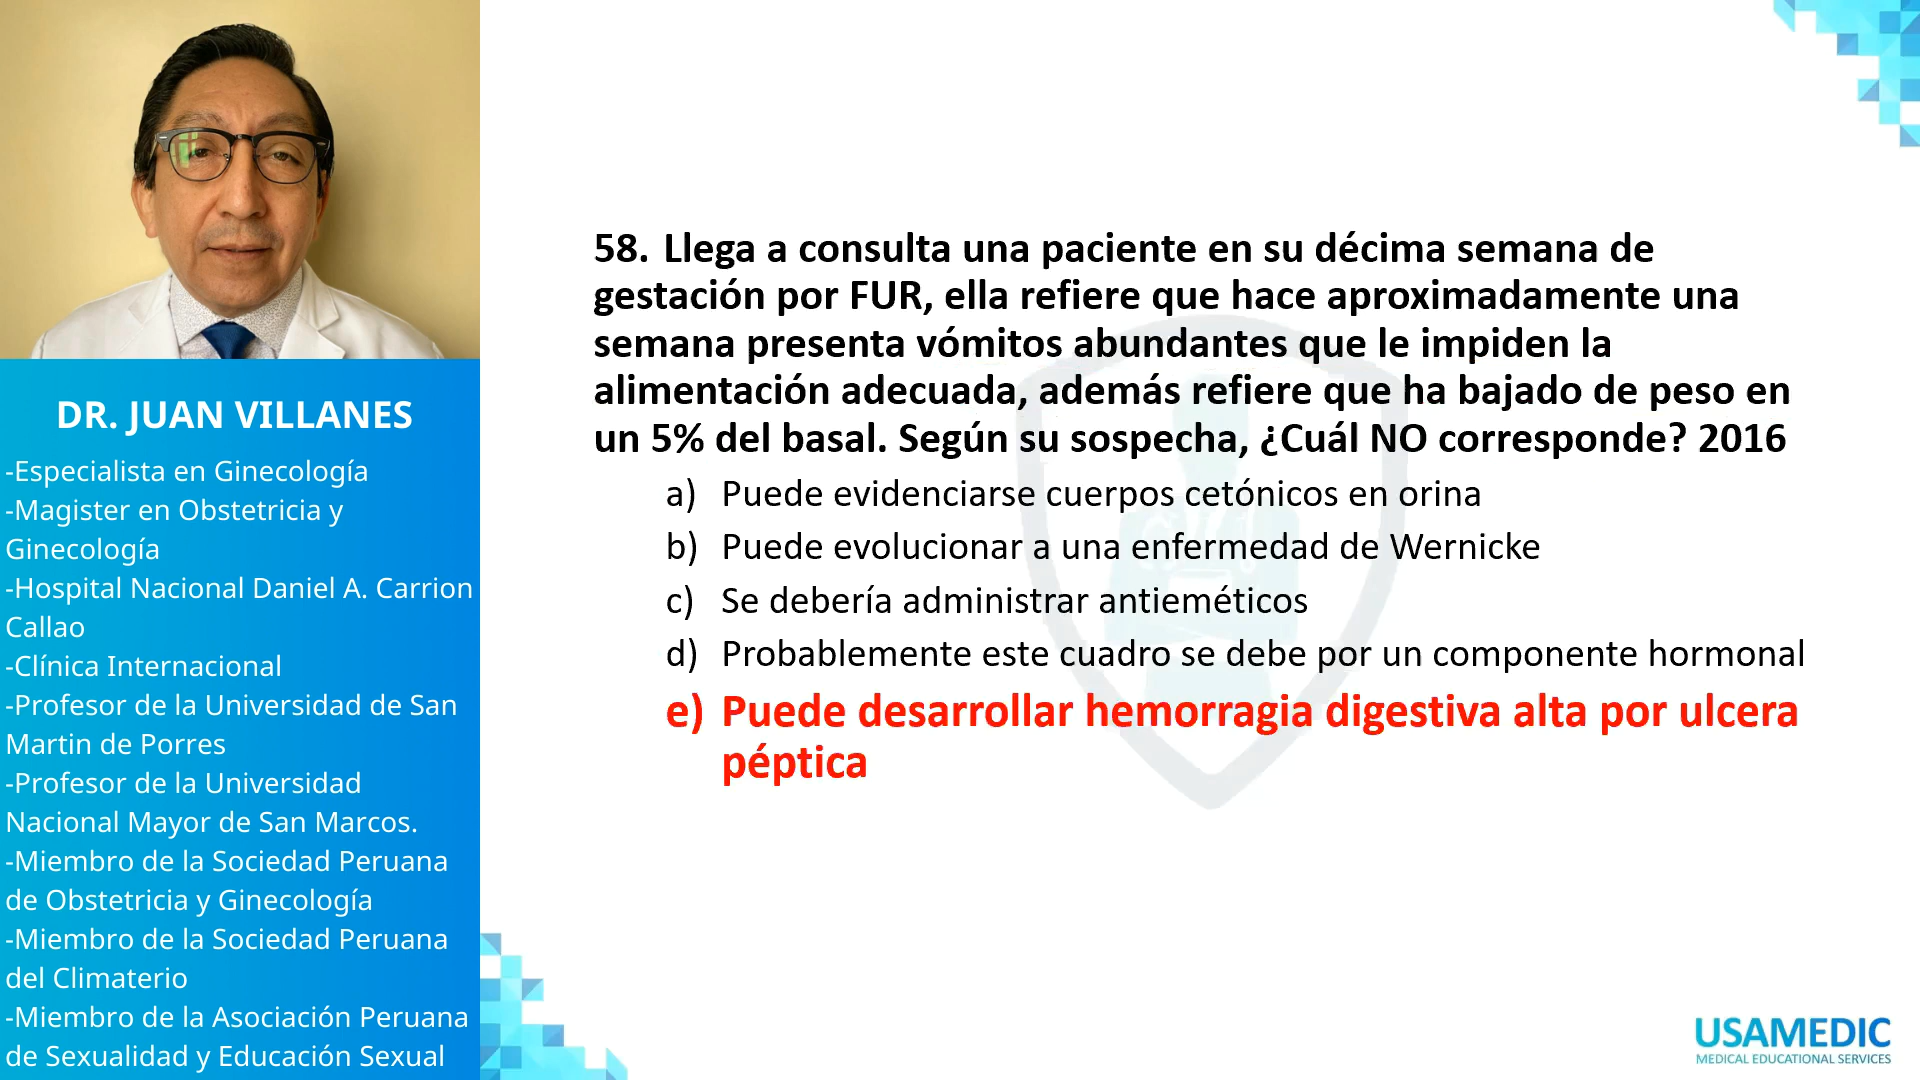 DR. JUAN VILLANES
-Especialista en Ginecología
-Magister en Obstetricia y
Ginecología
-Hospital Nacional Daniel A. Carrion
Callao
-Clínica Internacional
-Profesor de la Universidad de San
Martin de Porres
-Profesor de la Universidad
Nacional Mayor de San Marcos.
-Miembro de la Sociedad Peruana
de Obstetricia y Ginecología
-Miembro de la Sociedad Peruana
del Climaterio
-Miembro de la Asociación Peruana
de Sexualidad y Educación Sexual
58. Llega a consulta una paciente en su décima semana de
gestación por FUR, ella refiere que hace aproximadamente una
semana presenta vómitos abundantes que le impiden la
alimentación adecuada, además refiere que ha bajado de peso en
un 5% del basal. Según su sospecha, ¿Cuál NO corresponde? 2016
a) Puede evidenciarse cuerpos cetónicos en orina
b) Puede evolucionar a una enfermedad de Wernicke
c) Se debería administrar antieméticos
d) Probablemente este cuadro se debe por un componente hormonal
e) Puede desarrollar hemorragia digestiva alta por ulcera
péptica
USAMEDIC
MEDICAL EDUCATIONAL SERVICES